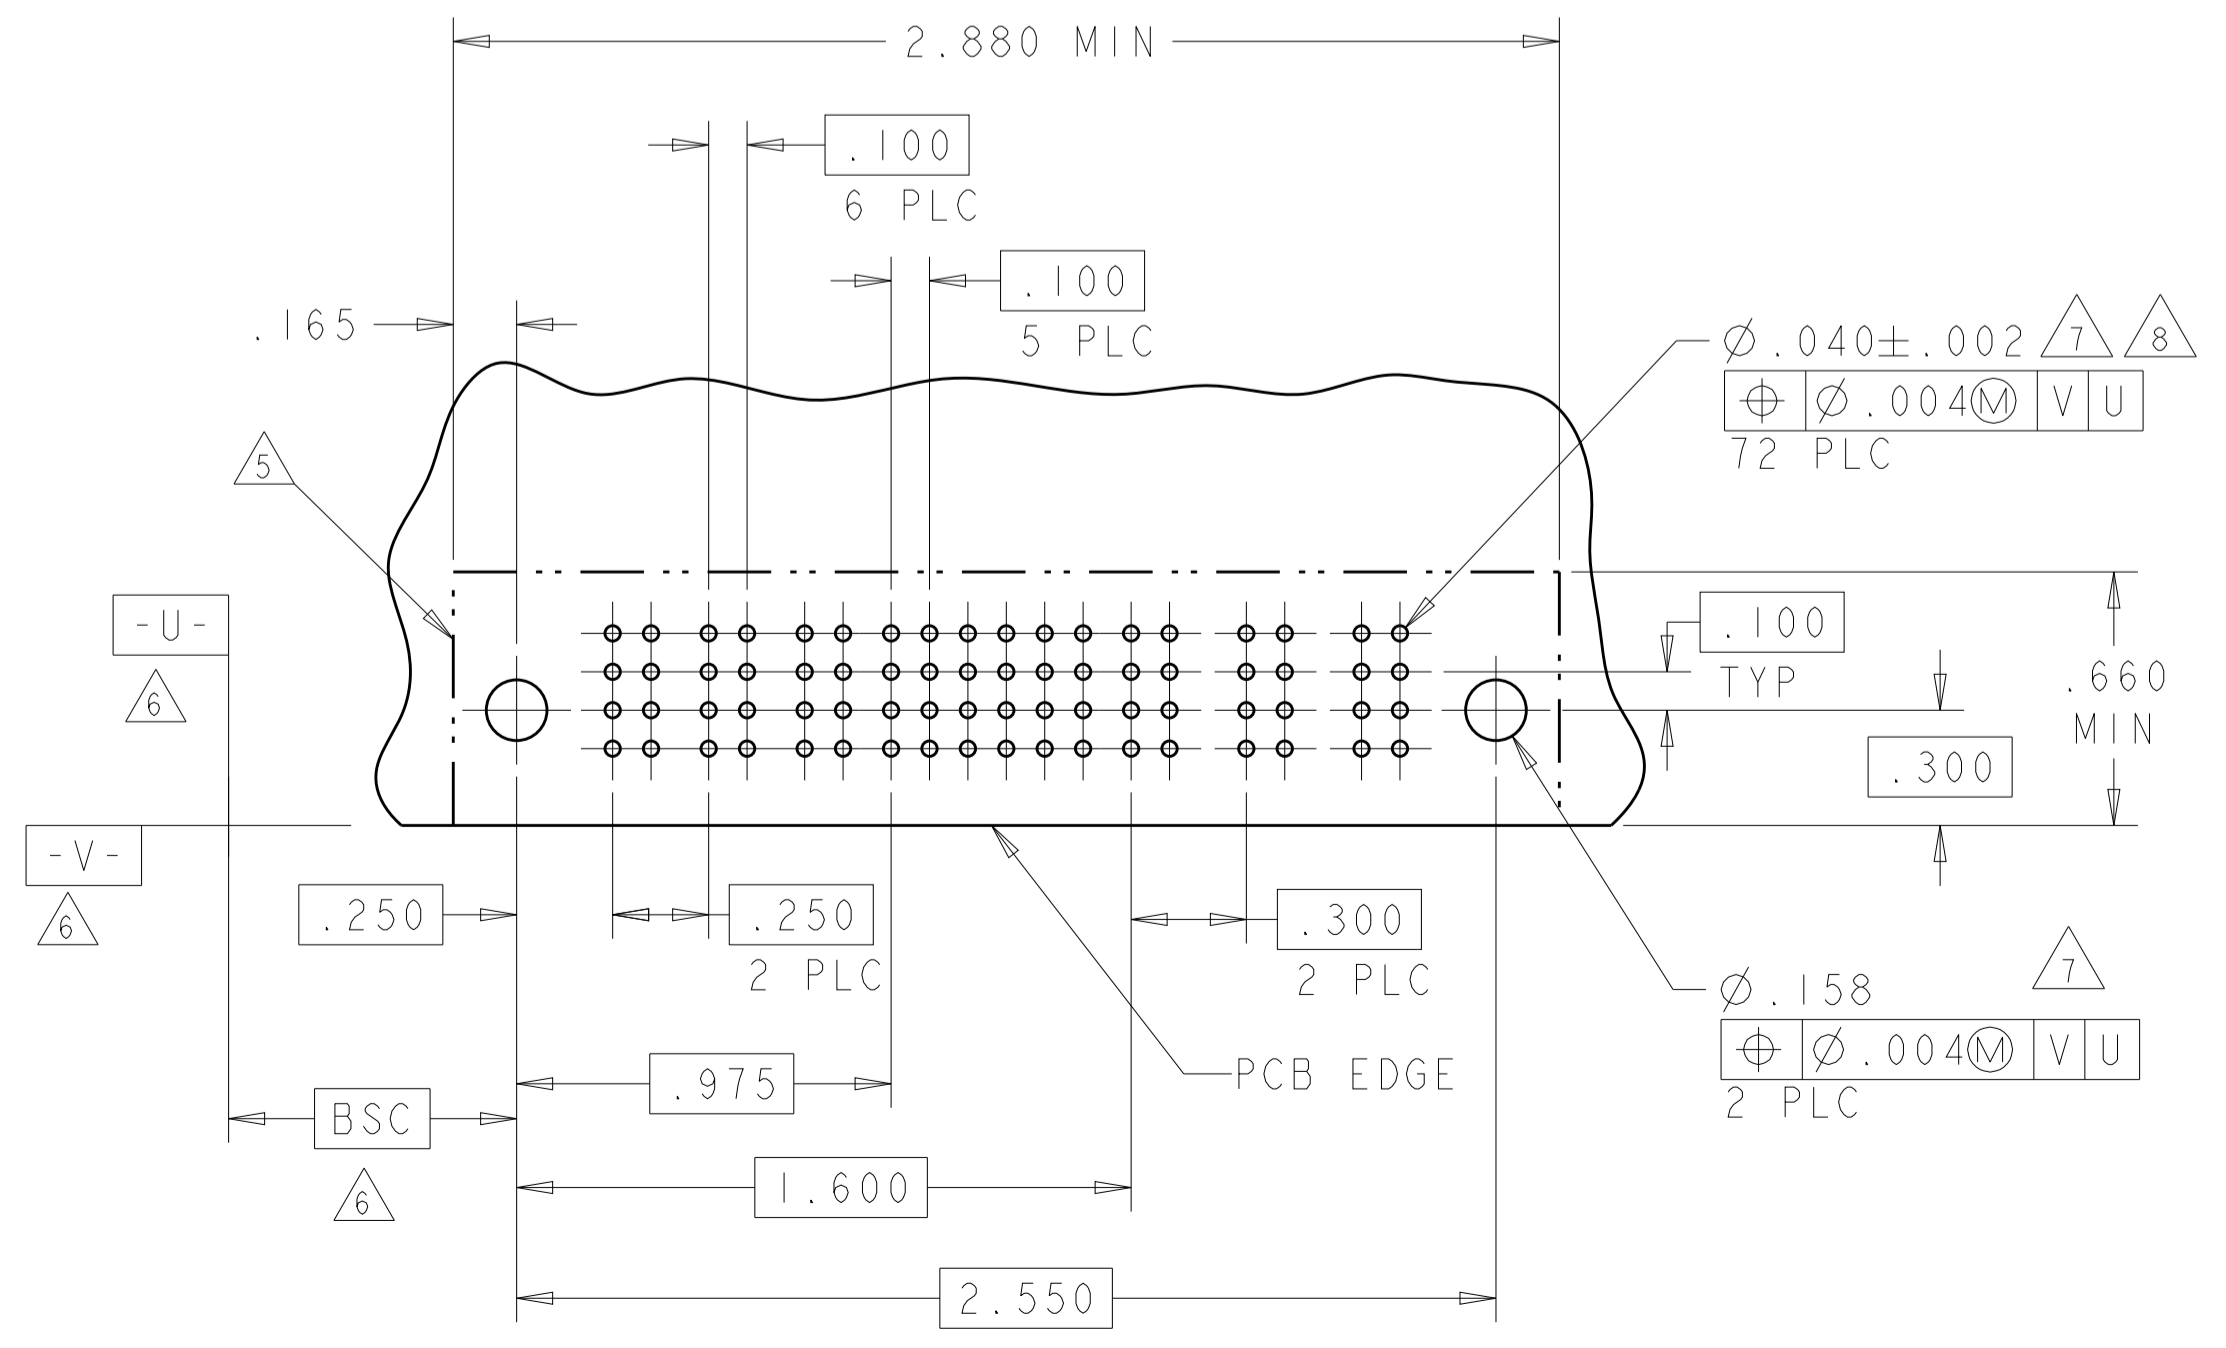 2.880 MIN
.100
6 PLC
.100
5 PLC
.165
Ø.040±.002 7 8
⌖ Ø.004Ⓜ V U
72 PLC
5
-U-
6
.100
TYP
.660
MIN
.300
-V-
6
.250
.250
2 PLC
.300
2 PLC
7
Ø.158
⌖ Ø.004Ⓜ V U
2 PLC
PCB EDGE
.975
BSC
6
1.600
2.550